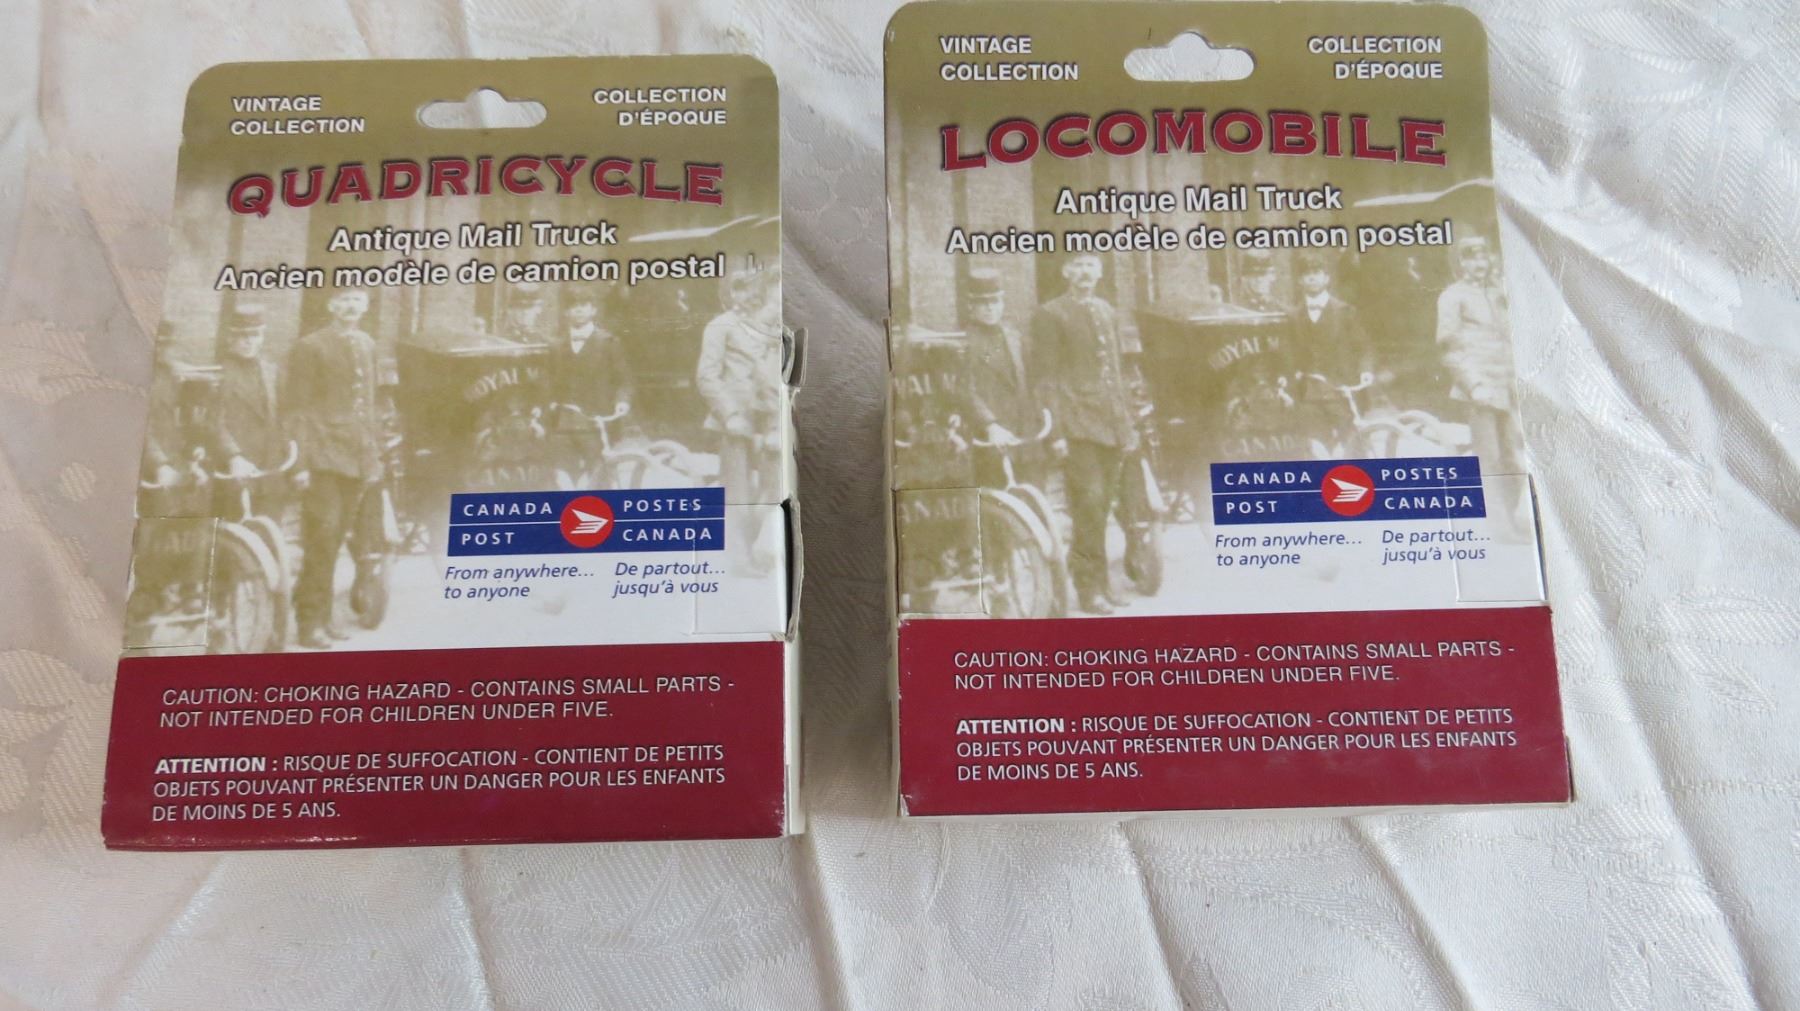 VINTAGE
COLLECTION
COLLECTION
D'ÉPOQUE
QUADRICYCLE
Antique Mail Truck
Ancien modèle de camion postal
ROYAL M
CANAD
CANADA
POST
POSTES
CANADA
From anywhere...
to anyone
De partout...
jusqu'à vous
CAUTION: CHOKING HAZARD - CONTAINS SMALL PARTS -
NOT INTENDED FOR CHILDREN UNDER FIVE.
ATTENTION : RISQUE DE SUFFOCATION - CONTIENT DE PETITS
OBJETS POUVANT PRÉSENTER UN DANGER POUR LES ENFANTS
DE MOINS DE 5 ANS.
VINTAGE
COLLECTION
COLLECTION
D'ÉPOQUE
LOCOMOBILE
Antique Mail Truck
Ancien modèle de camion postal
ROYAL M
CANAD
CANADA
POST
POSTES
CANADA
From anywhere...
to anyone
De partout...
jusqu'à vous
CAUTION: CHOKING HAZARD - CONTAINS SMALL PARTS -
NOT INTENDED FOR CHILDREN UNDER FIVE.
ATTENTION : RISQUE DE SUFFOCATION - CONTIENT DE PETITS
OBJETS POUVANT PRÉSENTER UN DANGER POUR LES ENFANTS
DE MOINS DE 5 ANS.